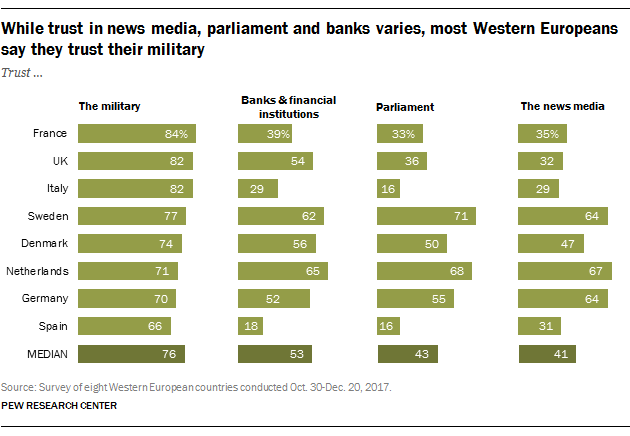 While trust in news media, parliament and banks varies, most Western Europeans
say they trust their military
Trust ...
The military Banks & financial institutions Parliament The news media
France 84% 39% 33% 35%
UK 82 54 36 32
Italy 82 29 16 29
Sweden 77 62 71 64
Denmark 74 56 50 47
Netherlands 71 65 68 67
Germany 70 52 55 64
Spain 66 18 16 31
MEDIAN 76 53 43 41
Source: Survey of eight Western European countries conducted Oct. 30-Dec. 20, 2017.
PEW RESEARCH CENTER